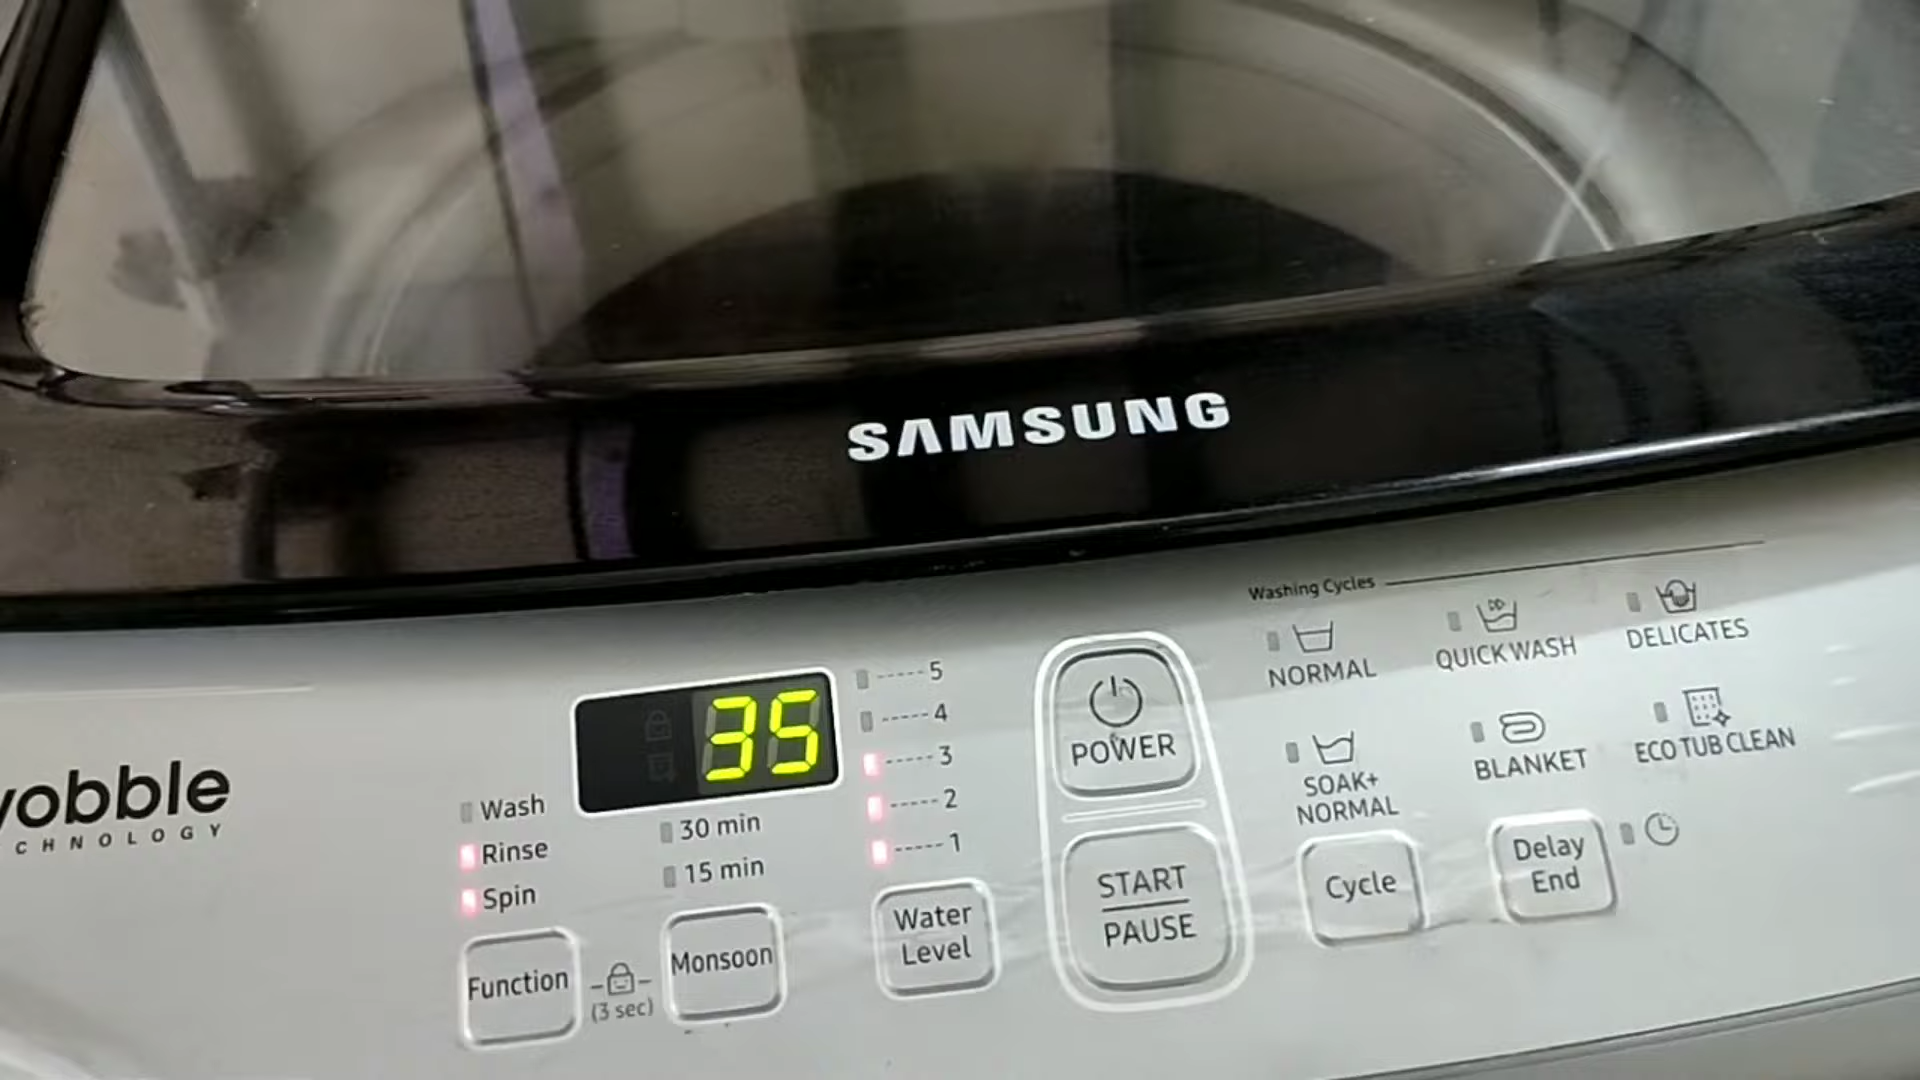 SAMSUNG
Washing Cycles
NORMAL
QUICK WASH
DELICATES
SOAK+
NORMAL
BLANKET
ECO TUB CLEAN
Cycle
Delay
End
POWER
START
PAUSE
35
5
4
3
2
1
Water
Level
30 min
15 min
Monsoon
Wash
Rinse
Spin
Function
(3 sec)
obble
CHNOLOGY